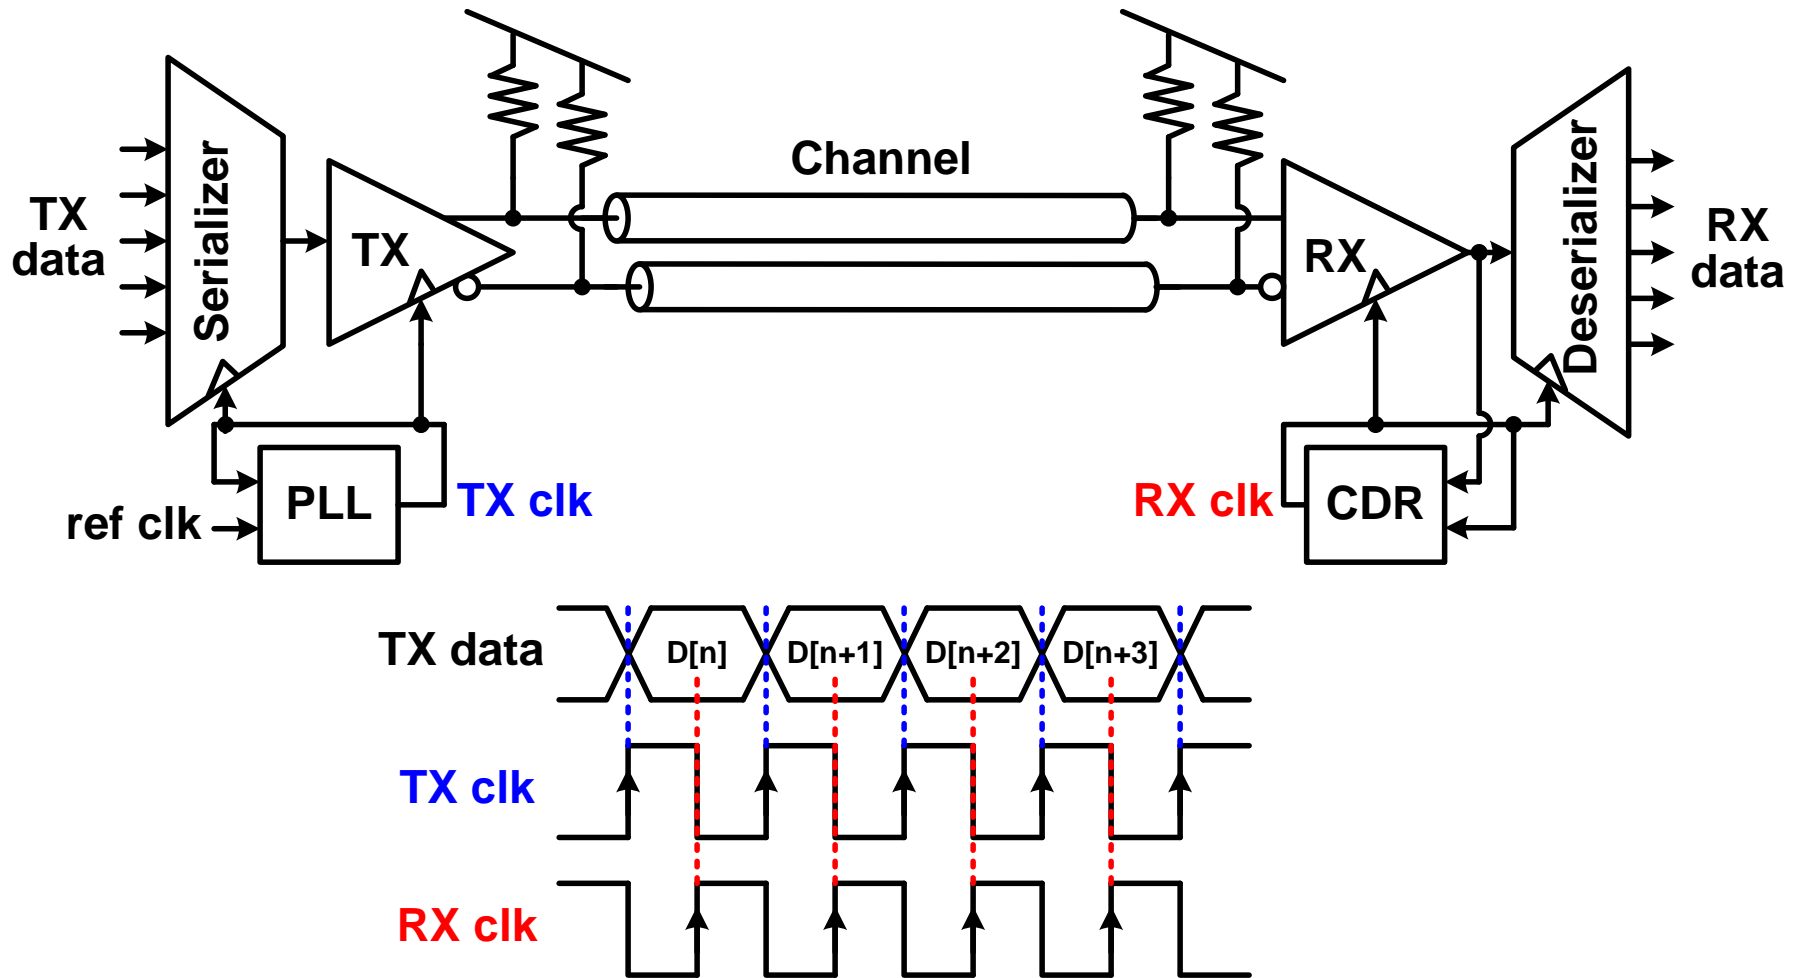 Channel
TX
data
Serializer
TX
RX
Deserializer
RX
data
PLL
TX clk
ref clk
RX clk
CDR
TX data
D[n]
D[n+1]
D[n+2]
D[n+3]
TX clk
RX clk